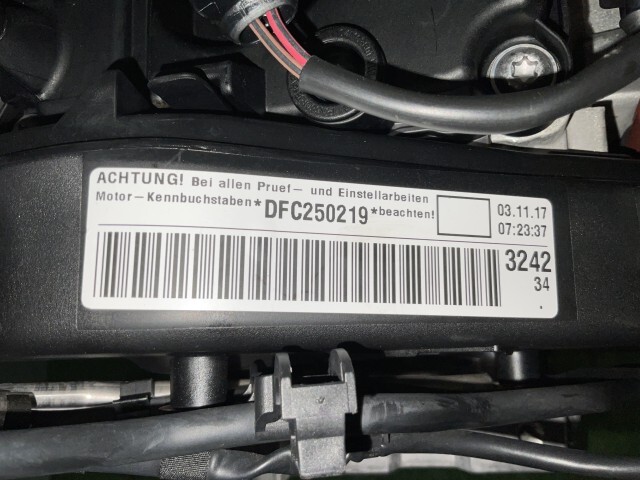 ACHTUNG! Bei allen Pruef- und Einstellarbeiten
Motor-Kennbuchstaben *DFC250219* beachten!
03.11.17
07:23:37
3242
34